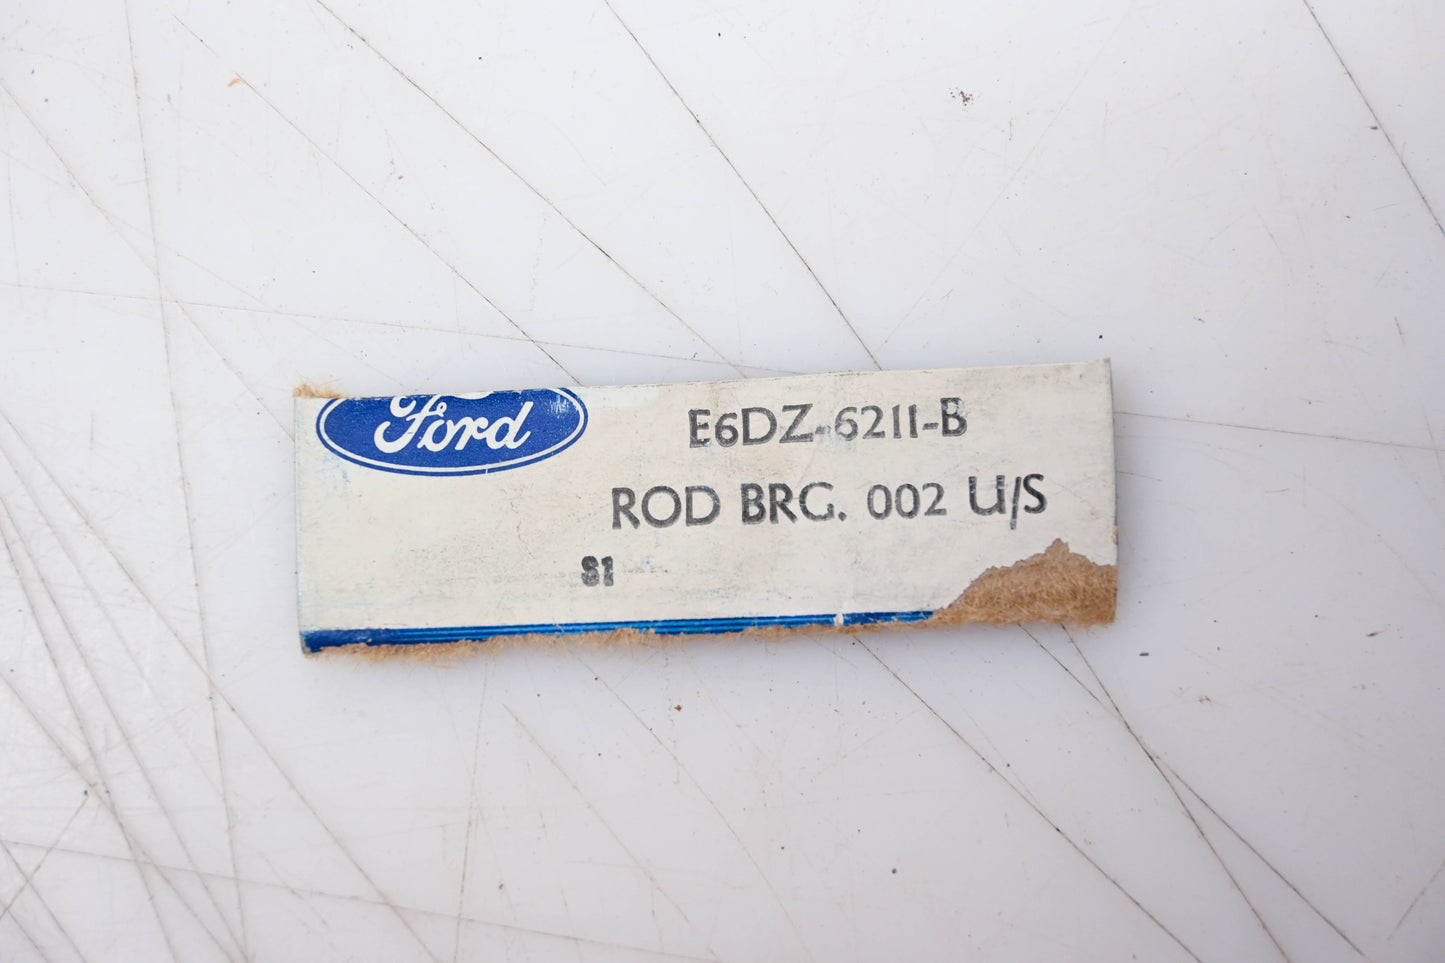 Ford
E6DZ-6211-B
ROD BRG. 002 U/S
S1